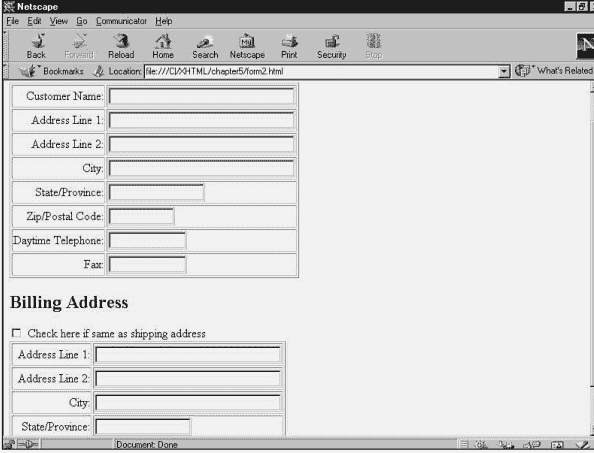 Netscape
File Edit View Go Communicator Help
Back Forward Reload Home Search Netscape Print Security Stop
Bookmarks Location: file:///C|/XHTML/chapter5/form2.html What's Related
Customer Name:
Address Line 1:
Address Line 2:
City:
State/Province:
Zip/Postal Code:
Daytime Telephone:
Fax:
Billing Address
Check here if same as shipping address
Address Line 1:
Address Line 2:
City:
State/Province:
Document: Done